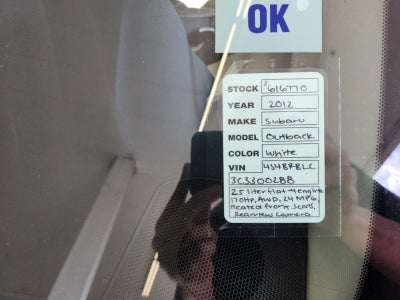 OK
STOCK 616770
YEAR 2012
MAKE Subaru
MODEL Outback
COLOR White
VIN 4S4BRBLC
3C3300288
2.5 liter flat-4 engine
170HP, AWD, 24 MPG,
Heated Front Seats,
Rearview Camera